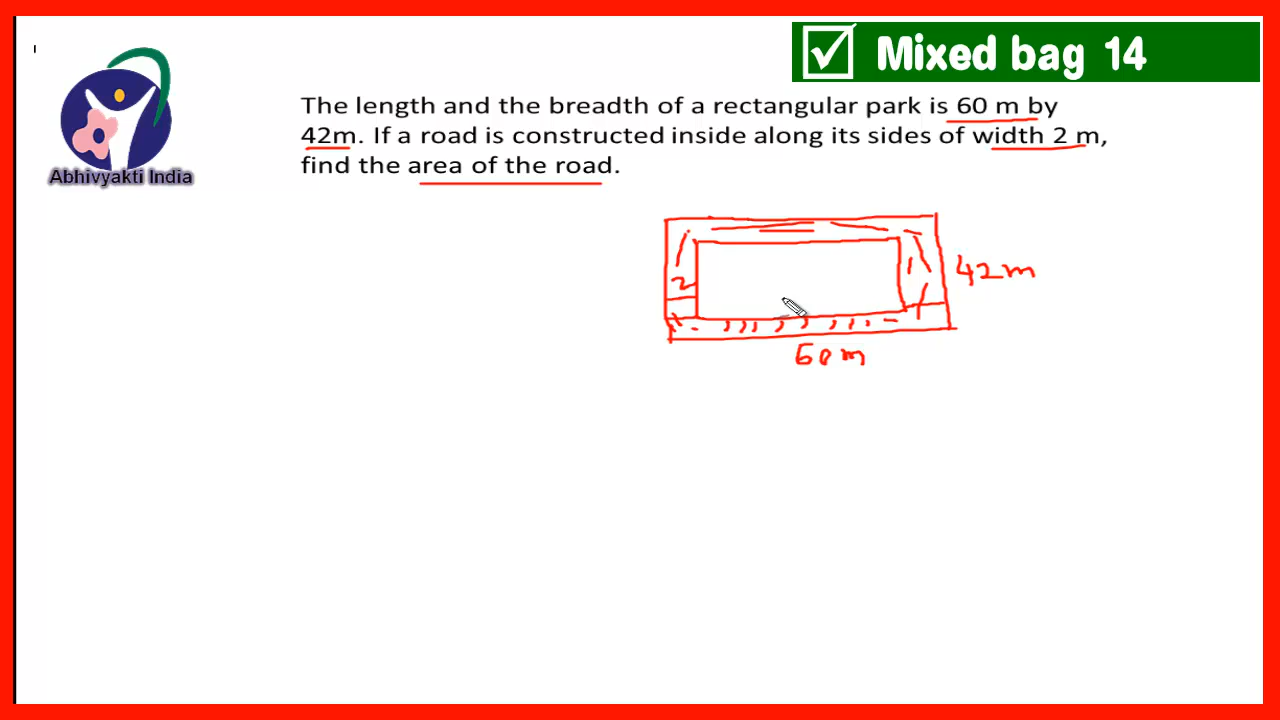 Mixed bag 14
Abhivyakti India
The length and the breadth of a rectangular park is 60 m by
42m. If a road is constructed inside along its sides of width 2 m,
find the area of the road.
2
42m
60m